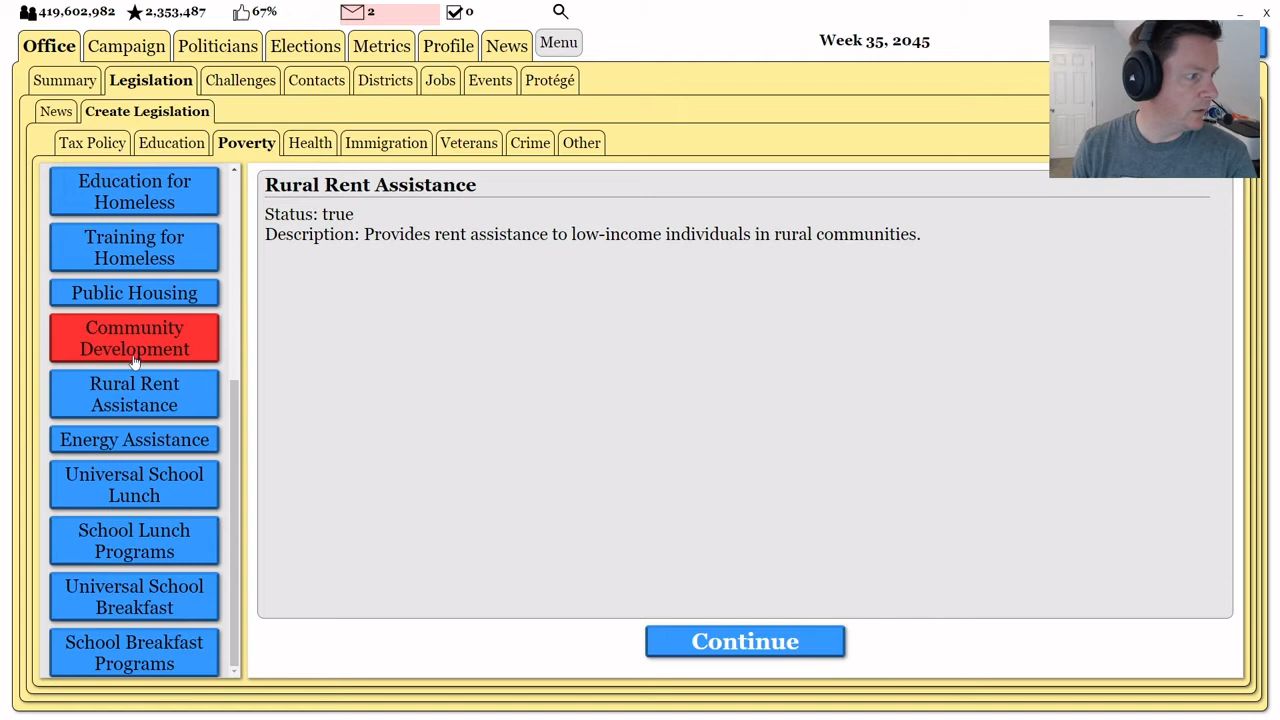 419,602,982 2,353,487 67% 2 0
Office Campaign Politicians Elections Metrics Profile News Menu
Week 35, 2045
Summary Legislation Challenges Contacts Districts Jobs Events Protégé
News Create Legislation
Tax Policy Education Poverty Health Immigration Veterans Crime Other
Education for
Homeless
Training for
Homeless
Public Housing
Community
Development
Rural Rent
Assistance
Energy Assistance
Universal School
Lunch
School Lunch
Programs
Universal School
Breakfast
School Breakfast
Programs
Rural Rent Assistance
Status: true
Description: Provides rent assistance to low-income individuals in rural communities.
Continue